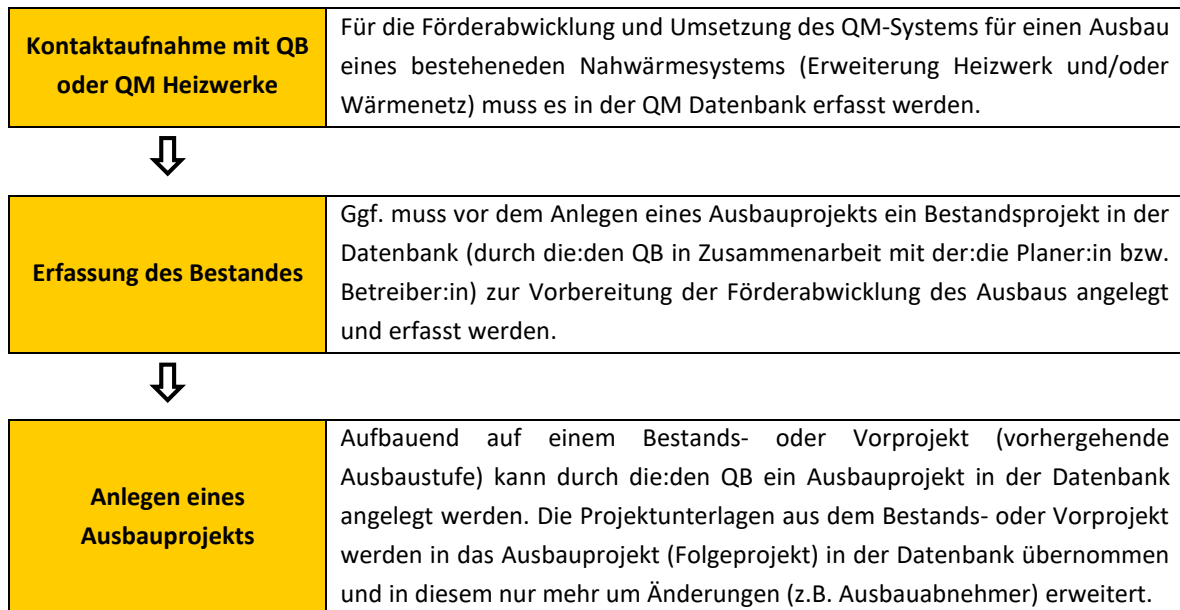 Kontaktaufnahme mit QB
oder QM Heizwerke
Für die Förderabwicklung und Umsetzung des QM-Systems für einen Ausbau
eines besteheneden Nahwärmesystems (Erweiterung Heizwerk und/oder
Wärmenetz) muss es in der QM Datenbank erfasst werden.
Erfassung des Bestandes
Ggf. muss vor dem Anlegen eines Ausbauprojekts ein Bestandsprojekt in der
Datenbank (durch die:den QB in Zusammenarbeit mit der:die Planer:in bzw.
Betreiber:in) zur Vorbereitung der Förderabwicklung des Ausbaus angelegt
und erfasst werden.
Anlegen eines
Ausbauprojekts
Aufbauend auf einem Bestands- oder Vorprojekt (vorhergehende
Ausbaustufe) kann durch die:den QB ein Ausbauprojekt in der Datenbank
angelegt werden. Die Projektunterlagen aus dem Bestands- oder Vorprojekt
werden in das Ausbauprojekt (Folgeprojekt) in der Datenbank übernommen
und in diesem nur mehr um Änderungen (z.B. Ausbauabnehmer) erweitert.